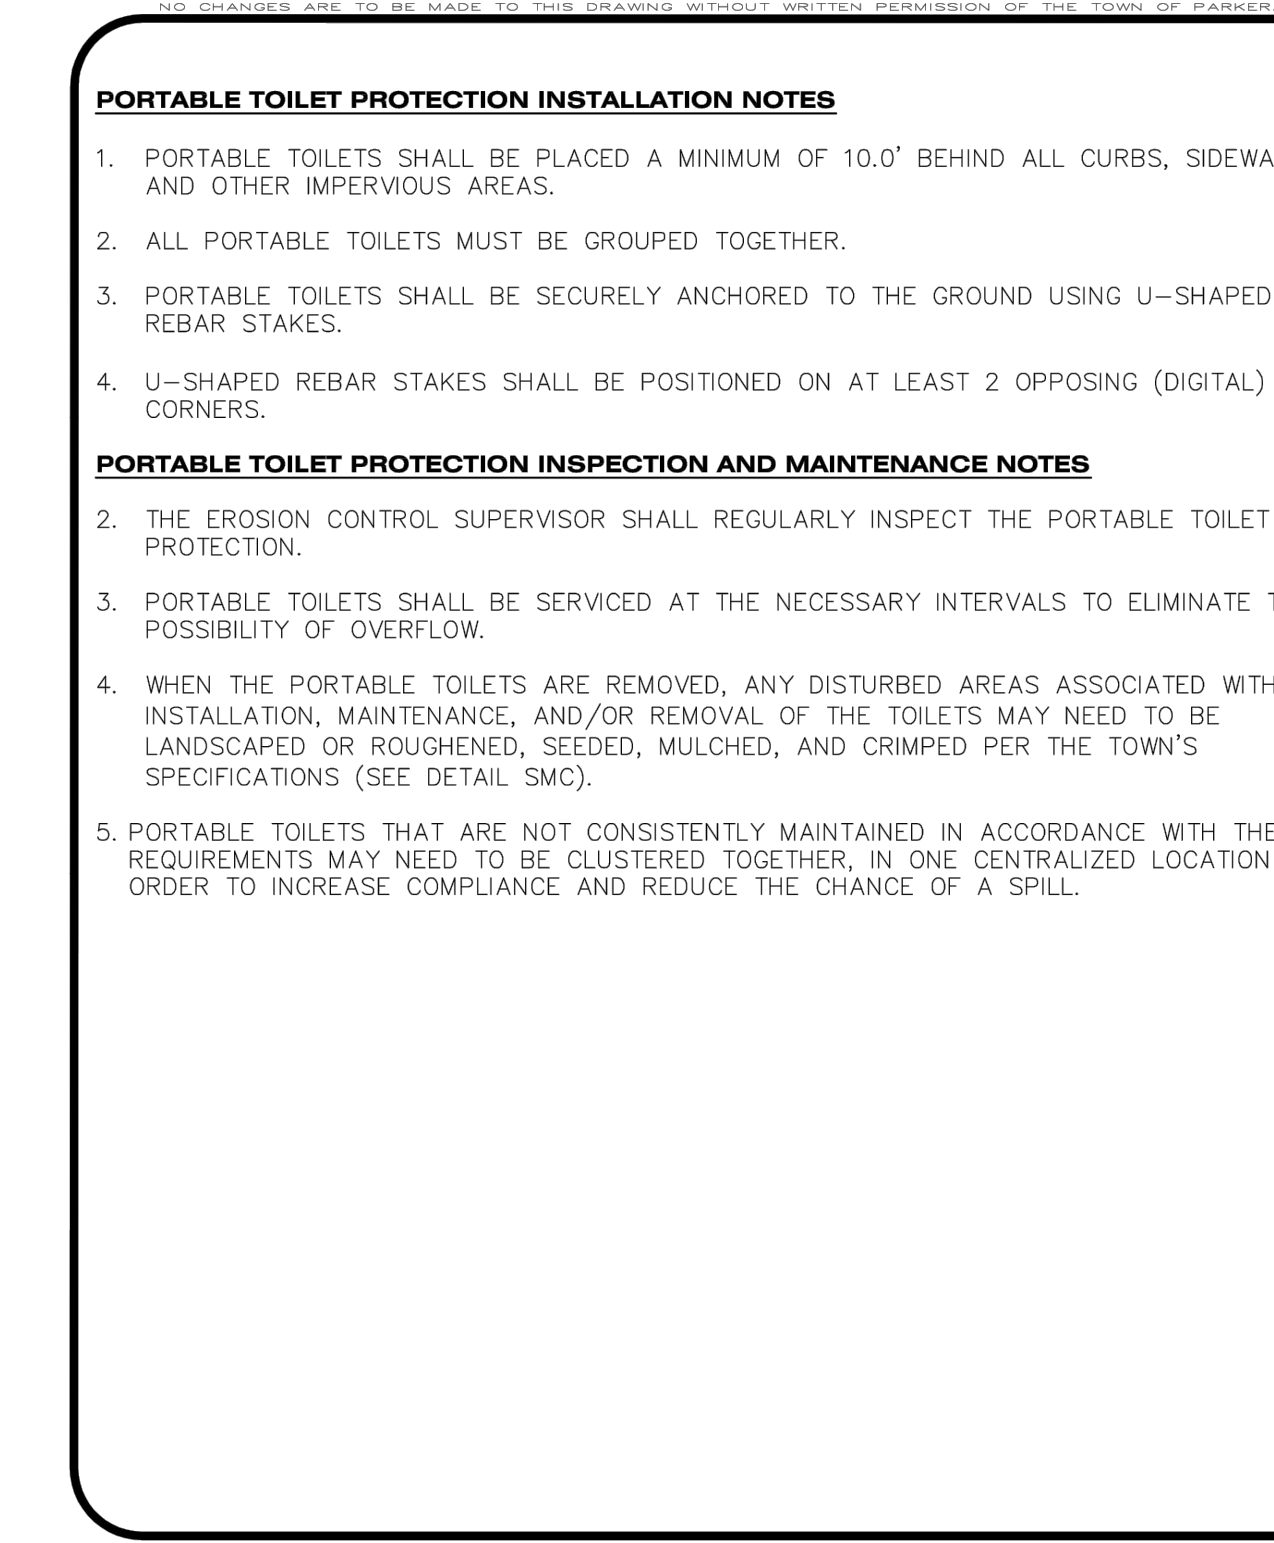 NO CHANGES ARE TO BE MADE TO THIS DRAWING WITHOUT WRITTEN PERMISSION OF THE TOWN OF PARKER.
PORTABLE TOILET PROTECTION INSTALLATION NOTES
1. PORTABLE TOILETS SHALL BE PLACED A MINIMUM OF 10.0' BEHIND ALL CURBS, SIDEWA
AND OTHER IMPERVIOUS AREAS.
2. ALL PORTABLE TOILETS MUST BE GROUPED TOGETHER.
3. PORTABLE TOILETS SHALL BE SECURELY ANCHORED TO THE GROUND USING U-SHAPED
REBAR STAKES.
4. U-SHAPED REBAR STAKES SHALL BE POSITIONED ON AT LEAST 2 OPPOSING (DIGITAL)
CORNERS.
PORTABLE TOILET PROTECTION INSPECTION AND MAINTENANCE NOTES
2. THE EROSION CONTROL SUPERVISOR SHALL REGULARLY INSPECT THE PORTABLE TOILET
PROTECTION.
3. PORTABLE TOILETS SHALL BE SERVICED AT THE NECESSARY INTERVALS TO ELIMINATE
POSSIBILITY OF OVERFLOW.
4. WHEN THE PORTABLE TOILETS ARE REMOVED, ANY DISTURBED AREAS ASSOCIATED WITH
INSTALLATION, MAINTENANCE, AND/OR REMOVAL OF THE TOILETS MAY NEED TO BE
LANDSCAPED OR ROUGHENED, SEEDED, MULCHED, AND CRIMPED PER THE TOWN'S
SPECIFICATIONS (SEE DETAIL SMC).
5. PORTABLE TOILETS THAT ARE NOT CONSISTENTLY MAINTAINED IN ACCORDANCE WITH THE
REQUIREMENTS MAY NEED TO BE CLUSTERED TOGETHER, IN ONE CENTRALIZED LOCATION
ORDER TO INCREASE COMPLIANCE AND REDUCE THE CHANCE OF A SPILL.